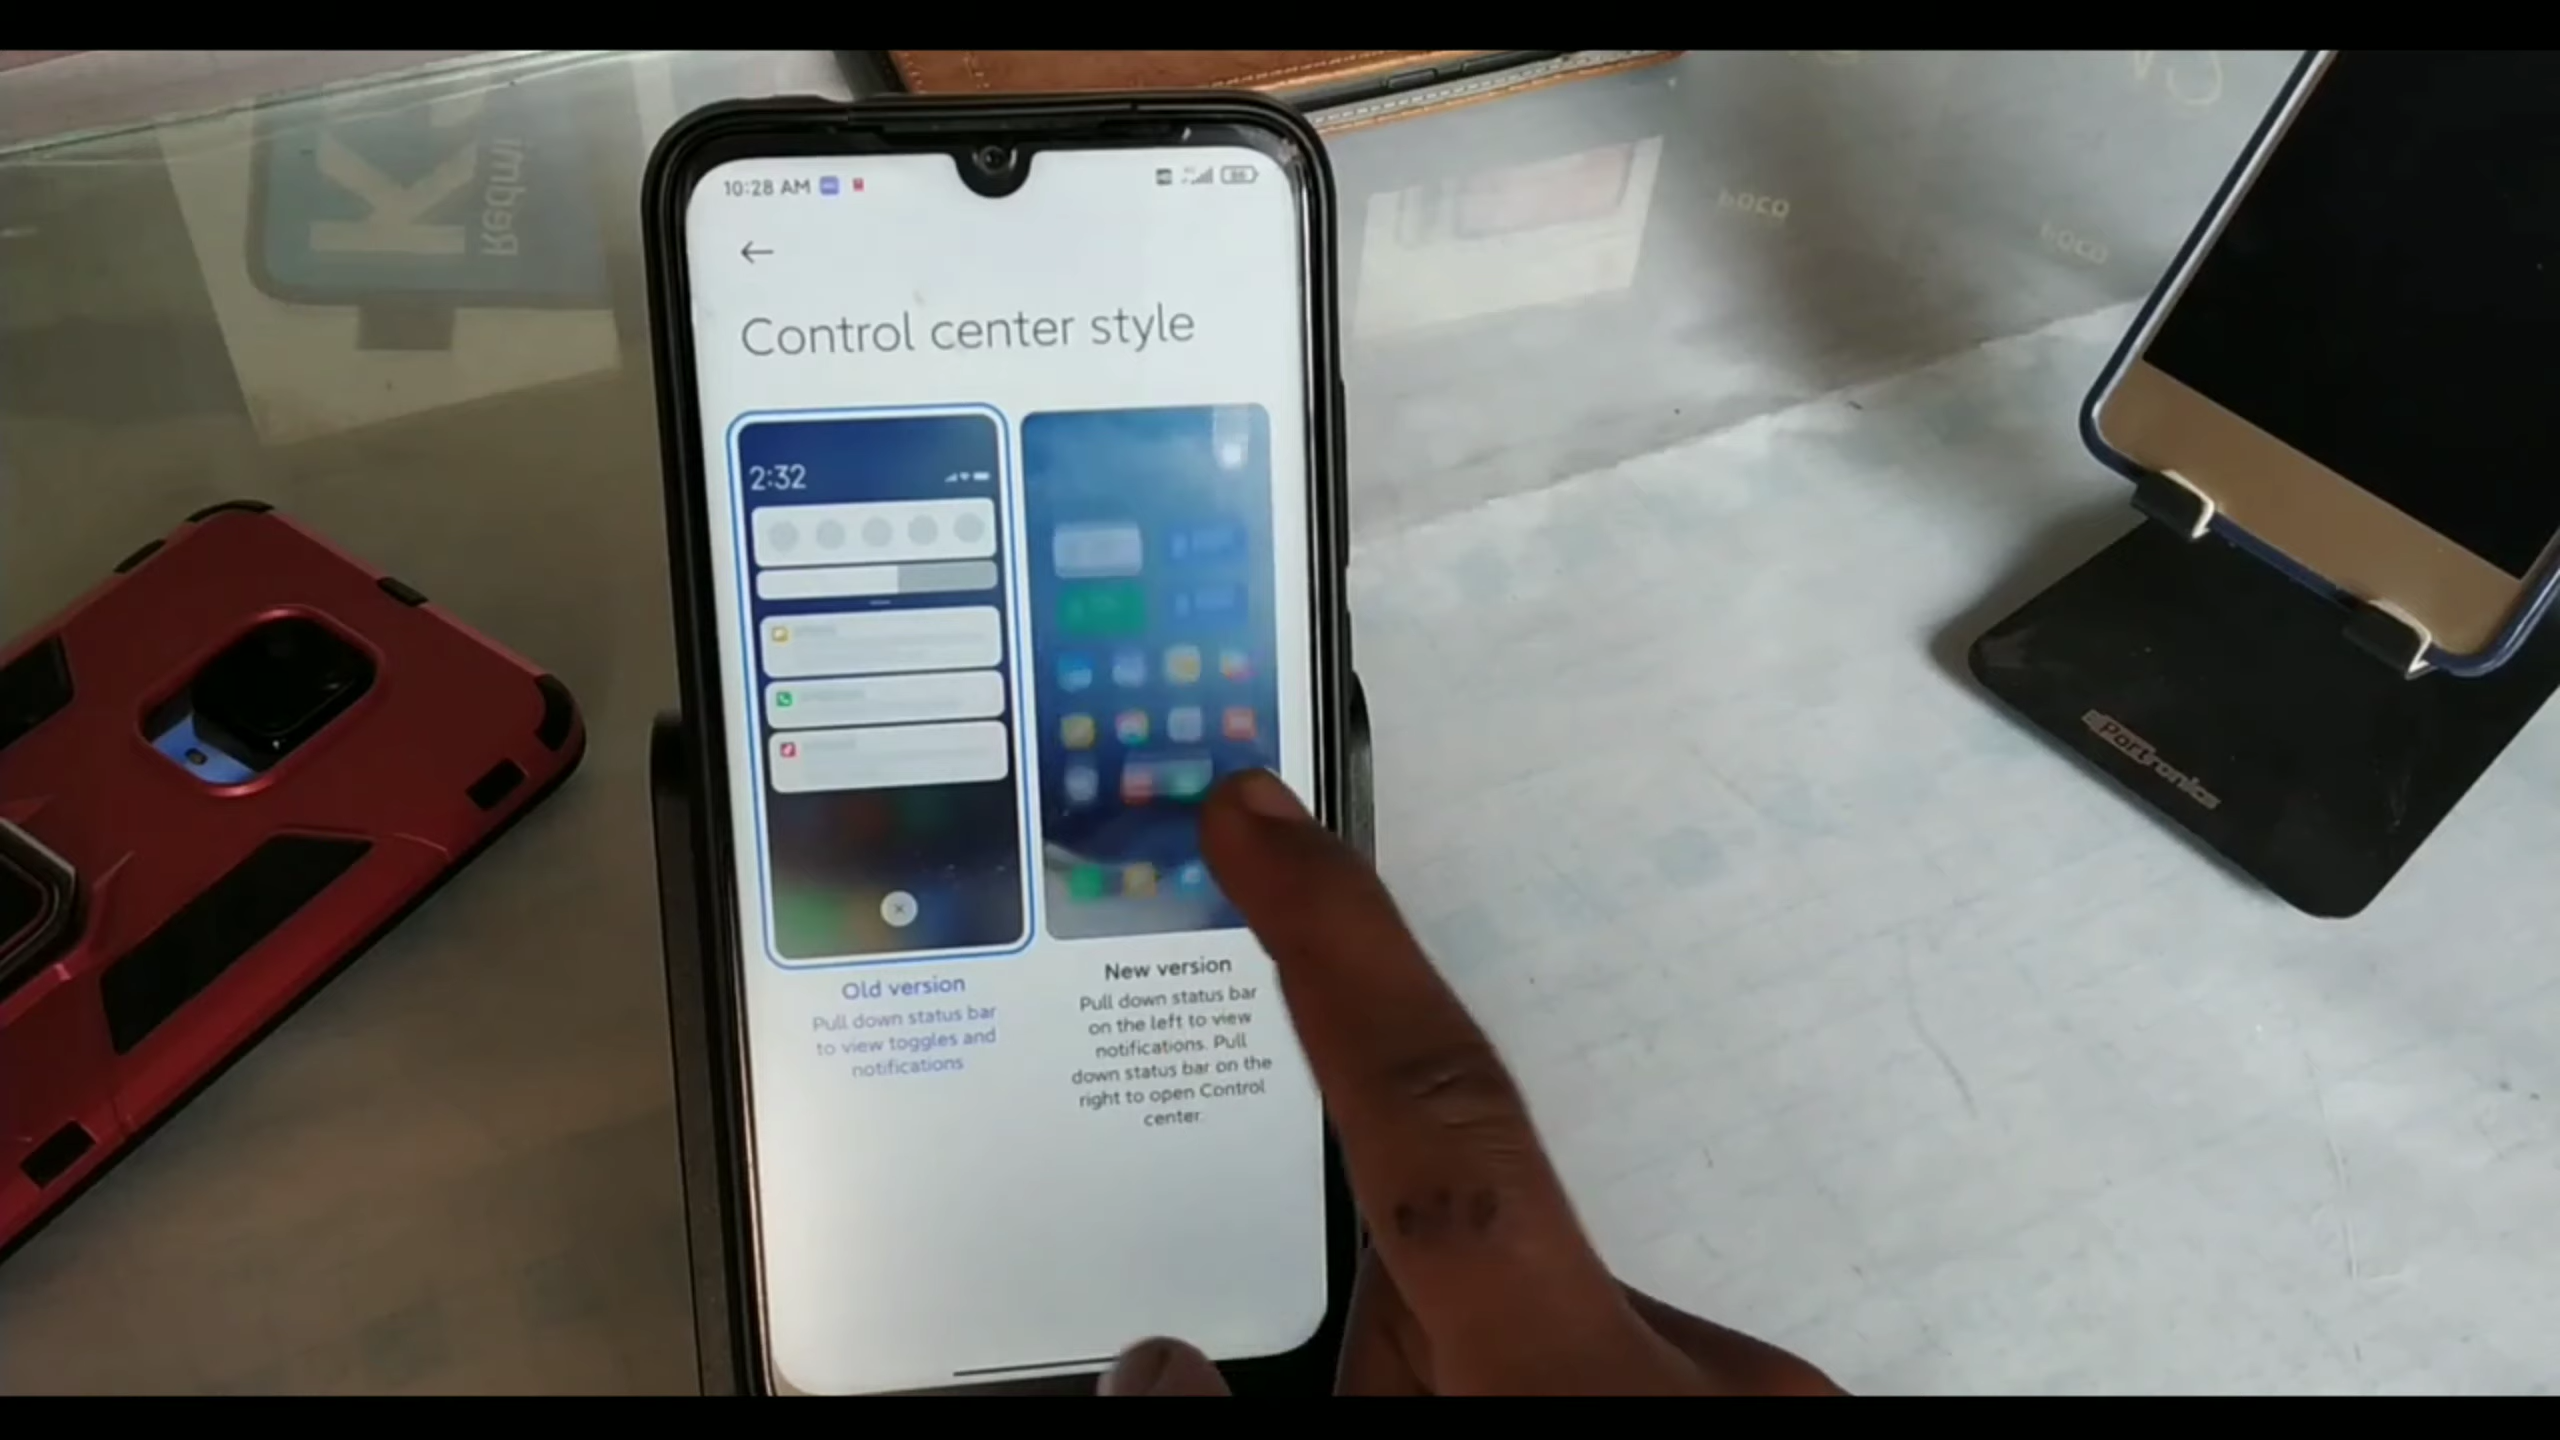 Redmi
10:28 AM
Control center style
2:32
Old version
Pull down status bar
to view toggles and
notifications
New version
Pull down status bar
on the left to view
notifications. Pull
down status bar on the
right to open Control
center.
hoco
hoco
Portronics